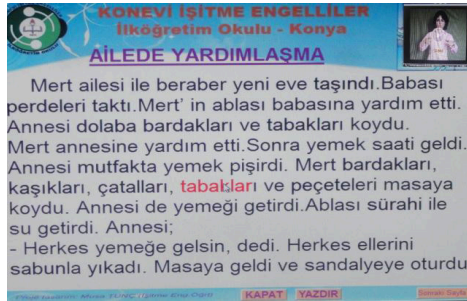 KONEVİ İŞİTME ENGELLİLER
İlköğretim Okulu - Konya
AİLEDE YARDIMLAŞMA
Mert ailesi ile beraber yeni eve taşındı.Babası
perdeleri taktı.Mert' in ablası babasına yardım etti.
Annesi dolaba bardakları ve tabakları koydu.
Mert annesine yardım etti.Sonra yemek saati geldi.
Annesi mutfakta yemek pişirdi. Mert bardakları,
kaşıkları, çatalları, tabakları ve peçeteleri masaya
koydu. Annesi de yemeği getirdi.Ablası sürahi ile
su getirdi. Annesi;
- Herkes yemeğe gelsin, dedi. Herkes ellerini
sabunla yıkadı. Masaya geldi ve sandalyeye oturdu
KAPAT YAZDIR Sonraki Sayfa